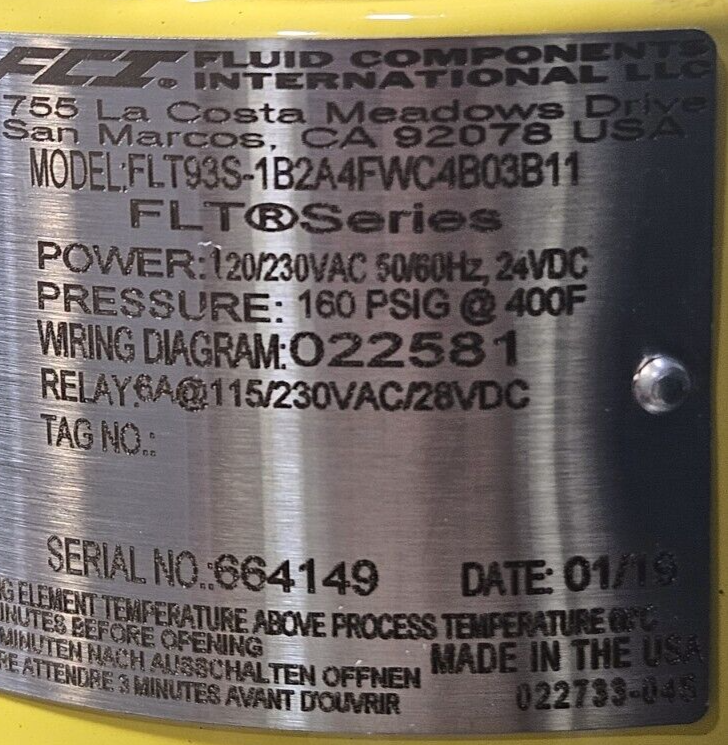 FCI® FLUID COMPONENTS
INTERNATIONAL LLC
755 La Costa Meadows Drive
San Marcos, CA 92078 USA
MODEL:FLT93S-1B2A4FWC4B03B11
FLT®Series
POWER:120/230VAC 50/60Hz, 24VDC
PRESSURE: 160 PSIG @ 400F
WIRING DIAGRAM:022581
RELAY:6A@115/230VAC/28VDC
TAG NO.:
SERIAL NO.:664149 DATE: 01/19
ELEMENT TEMPERATURE ABOVE PROCESS TEMPERATURE
BEFORE OPENING
MINUTEN NACH AUSSCHALTEN OFFNEN
ATTENDRE 3 MINUTES AVANT D'OUVRIR
MADE IN THE USA
022733-045